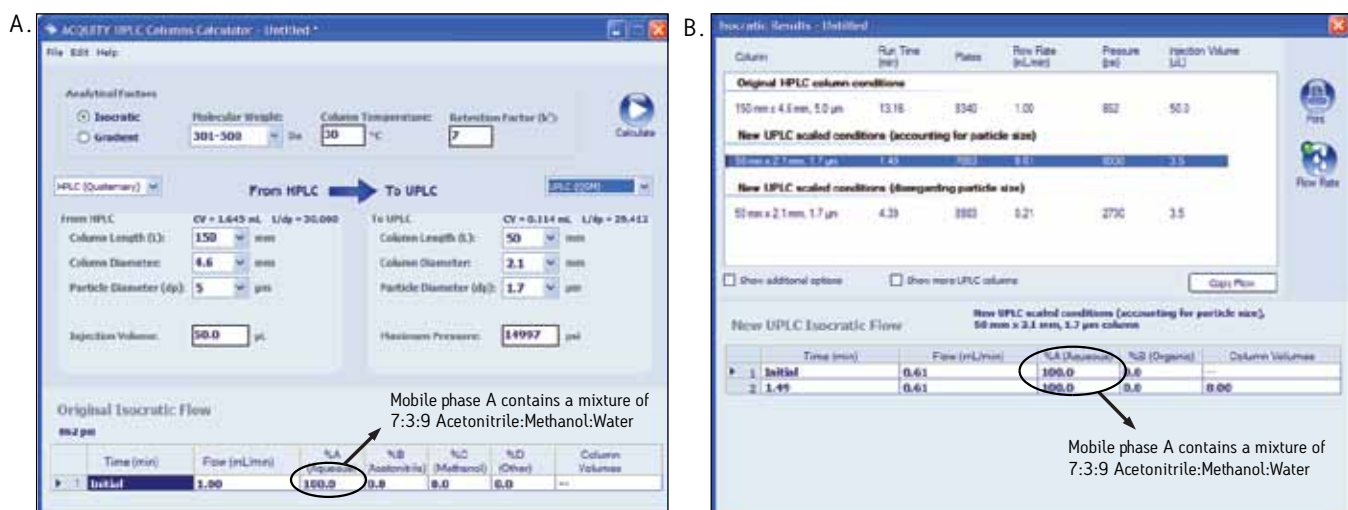 A.
ACQUITY UPLC Columns Calculator - Untitled *
File Edit Help
Analytical Factors
Isocratic
Gradient
Molecular Weight:
301-500 Da
Column Temperature:
30 °C
Retention Factor (k'):
7
Calculate
HPLC (Quaternary)
From HPLC To UPLC
UPLC (QSM)
From HPLC CV = 1.645 mL L/dp = 30,000
Column Length (L): 150 mm
Column Diameter: 4.6 mm
Particle Diameter (dp): 5 µm
Injection Volume: 50.0 µL
To UPLC CV = 0.114 mL L/dp = 29,412
Column Length (L): 50 mm
Column Diameter: 2.1 mm
Particle Diameter (dp): 1.7 µm
Maximum Pressure: 14997 psi
Original Isocratic Flow
862 psi
Mobile phase A contains a mixture of
7:3:9 Acetonitrile:Methanol:Water
Time (min) Flow (mL/min) %A (Aqueous) %B (Acetonitrile) %C (Methanol) %D (Other) Column Volumes
1 Initial 1.00 100.0 0.0 0.0 0.0 ---
B.
Isocratic Results - Untitled
Column Run Time (min) Plates Flow Rate (mL/min) Pressure (psi) Injection Volume (µL)
Original HPLC column conditions
150 mm x 4.6 mm, 5.0 µm 13.16 8340 1.00 862 50.0
New UPLC scaled conditions (accounting for particle size)
50 mm x 2.1 mm, 1.7 µm 1.49 0.61 3.5
New UPLC scaled conditions (disregarding particle size)
50 mm x 2.1 mm, 1.7 µm 4.39 0.21 2730 3.5
Print
Flow Rate
Show additional options
Show more UPLC columns
Copy Flow
New UPLC Isocratic Flow
New UPLC scaled conditions (accounting for particle size),
50 mm x 2.1 mm, 1.7 µm column
Time (min) Flow (mL/min) %A (Aqueous) %B (Organic) Column Volumes
1 Initial 0.61 100.0 0.0 ---
2 1.49 0.61 100.0 0.0 8.00
Mobile phase A contains a mixture of
7:3:9 Acetonitrile:Methanol:Water